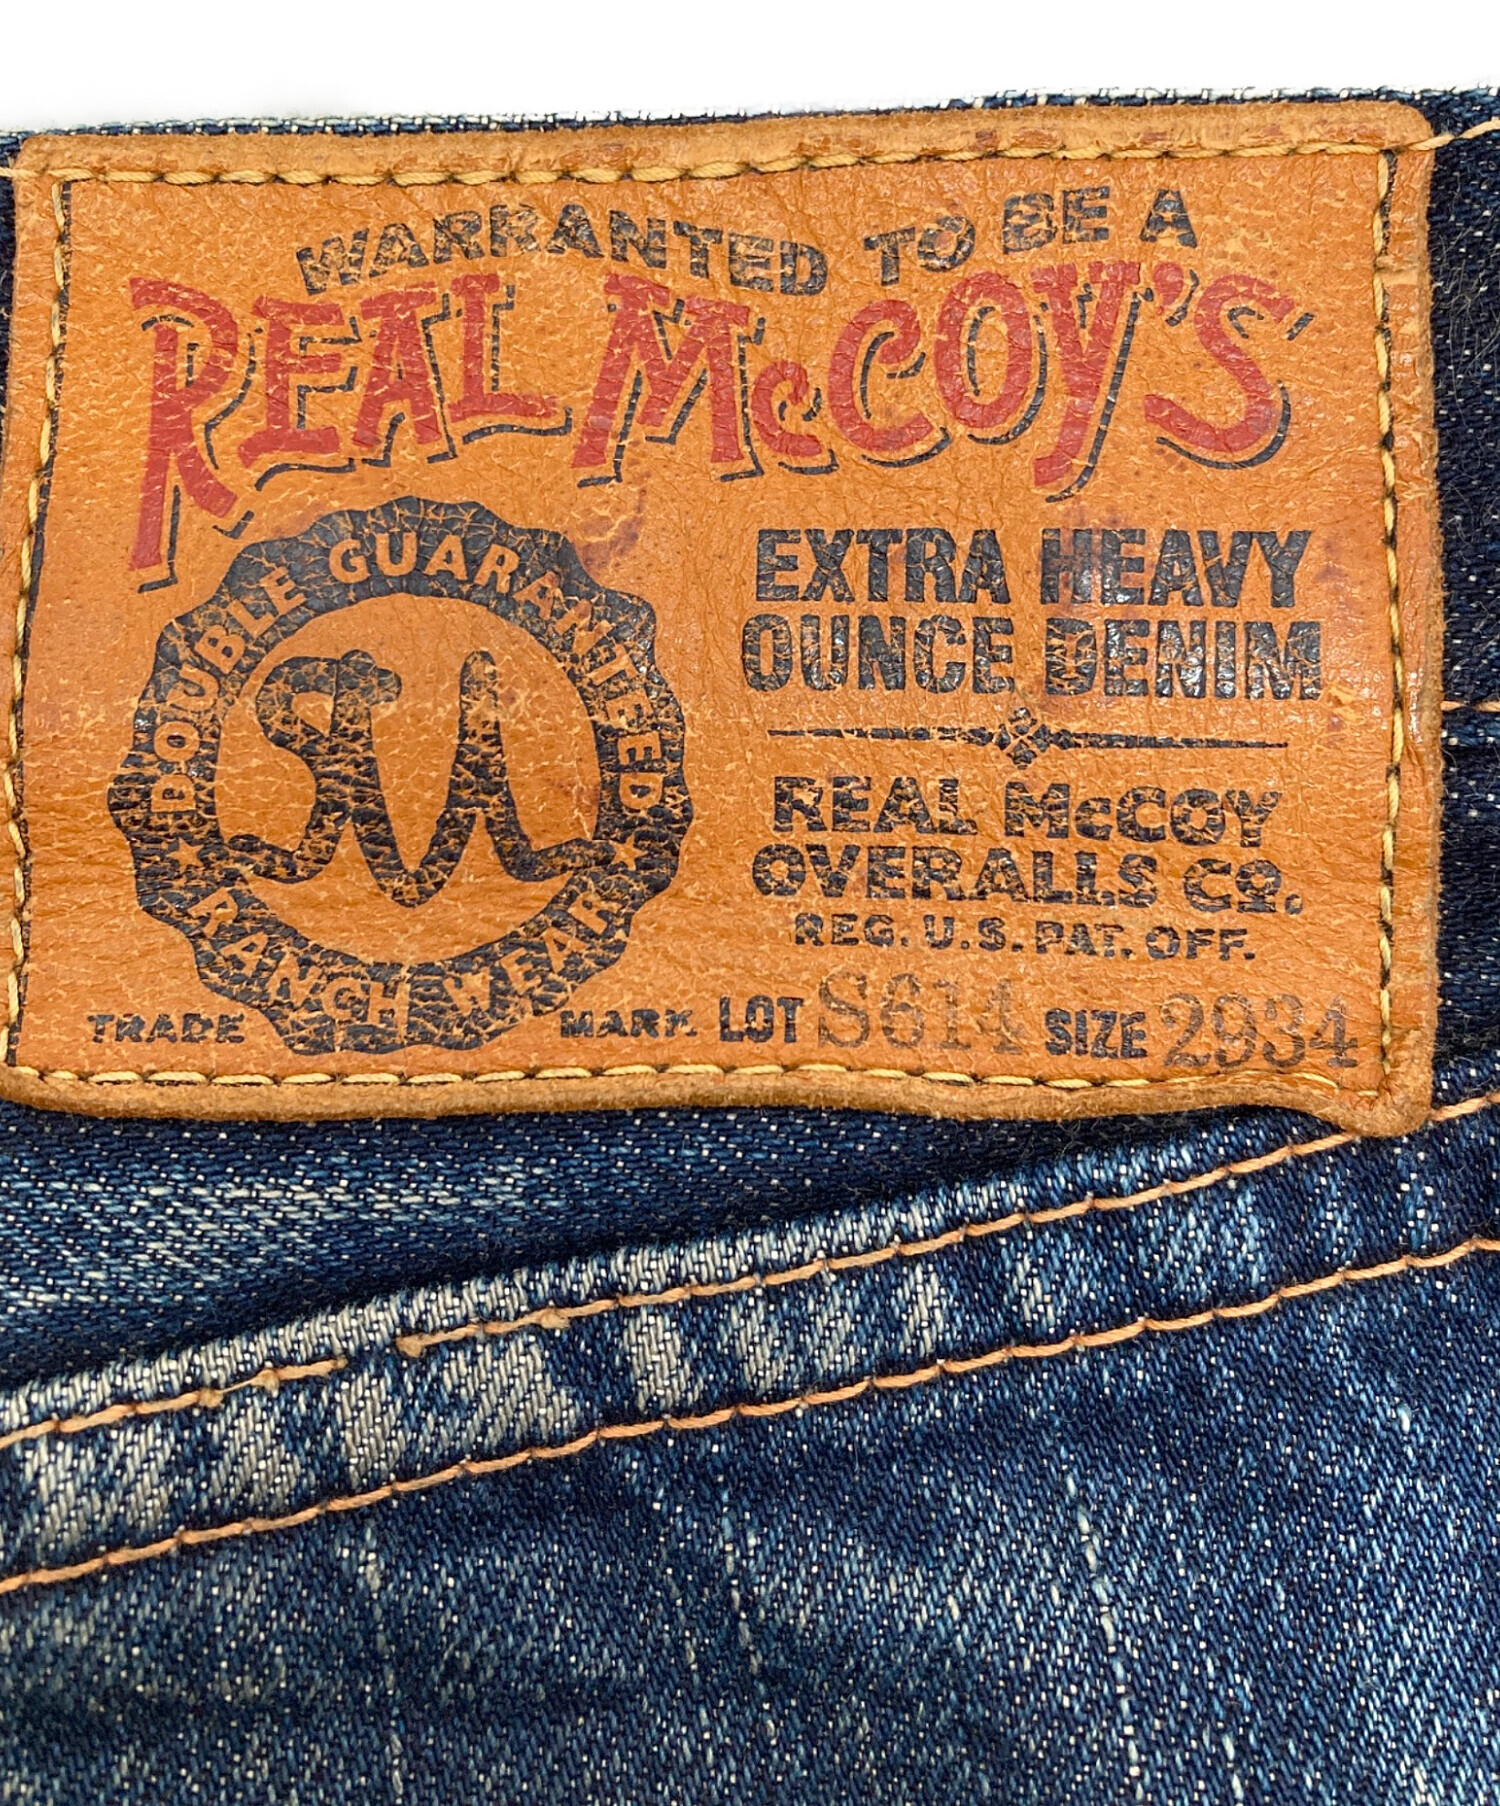 WARRANTED TO BE A
REAL McCOY'S
DOUBLE GUARANTEED
RANCH WEAR
EXTRA HEAVY
OUNCE DENIM
REAL McCOY
OVERALLS CO.
REG. U.S. PAT. OFF.
TRADE MARK LOT S614 SIZE 2934